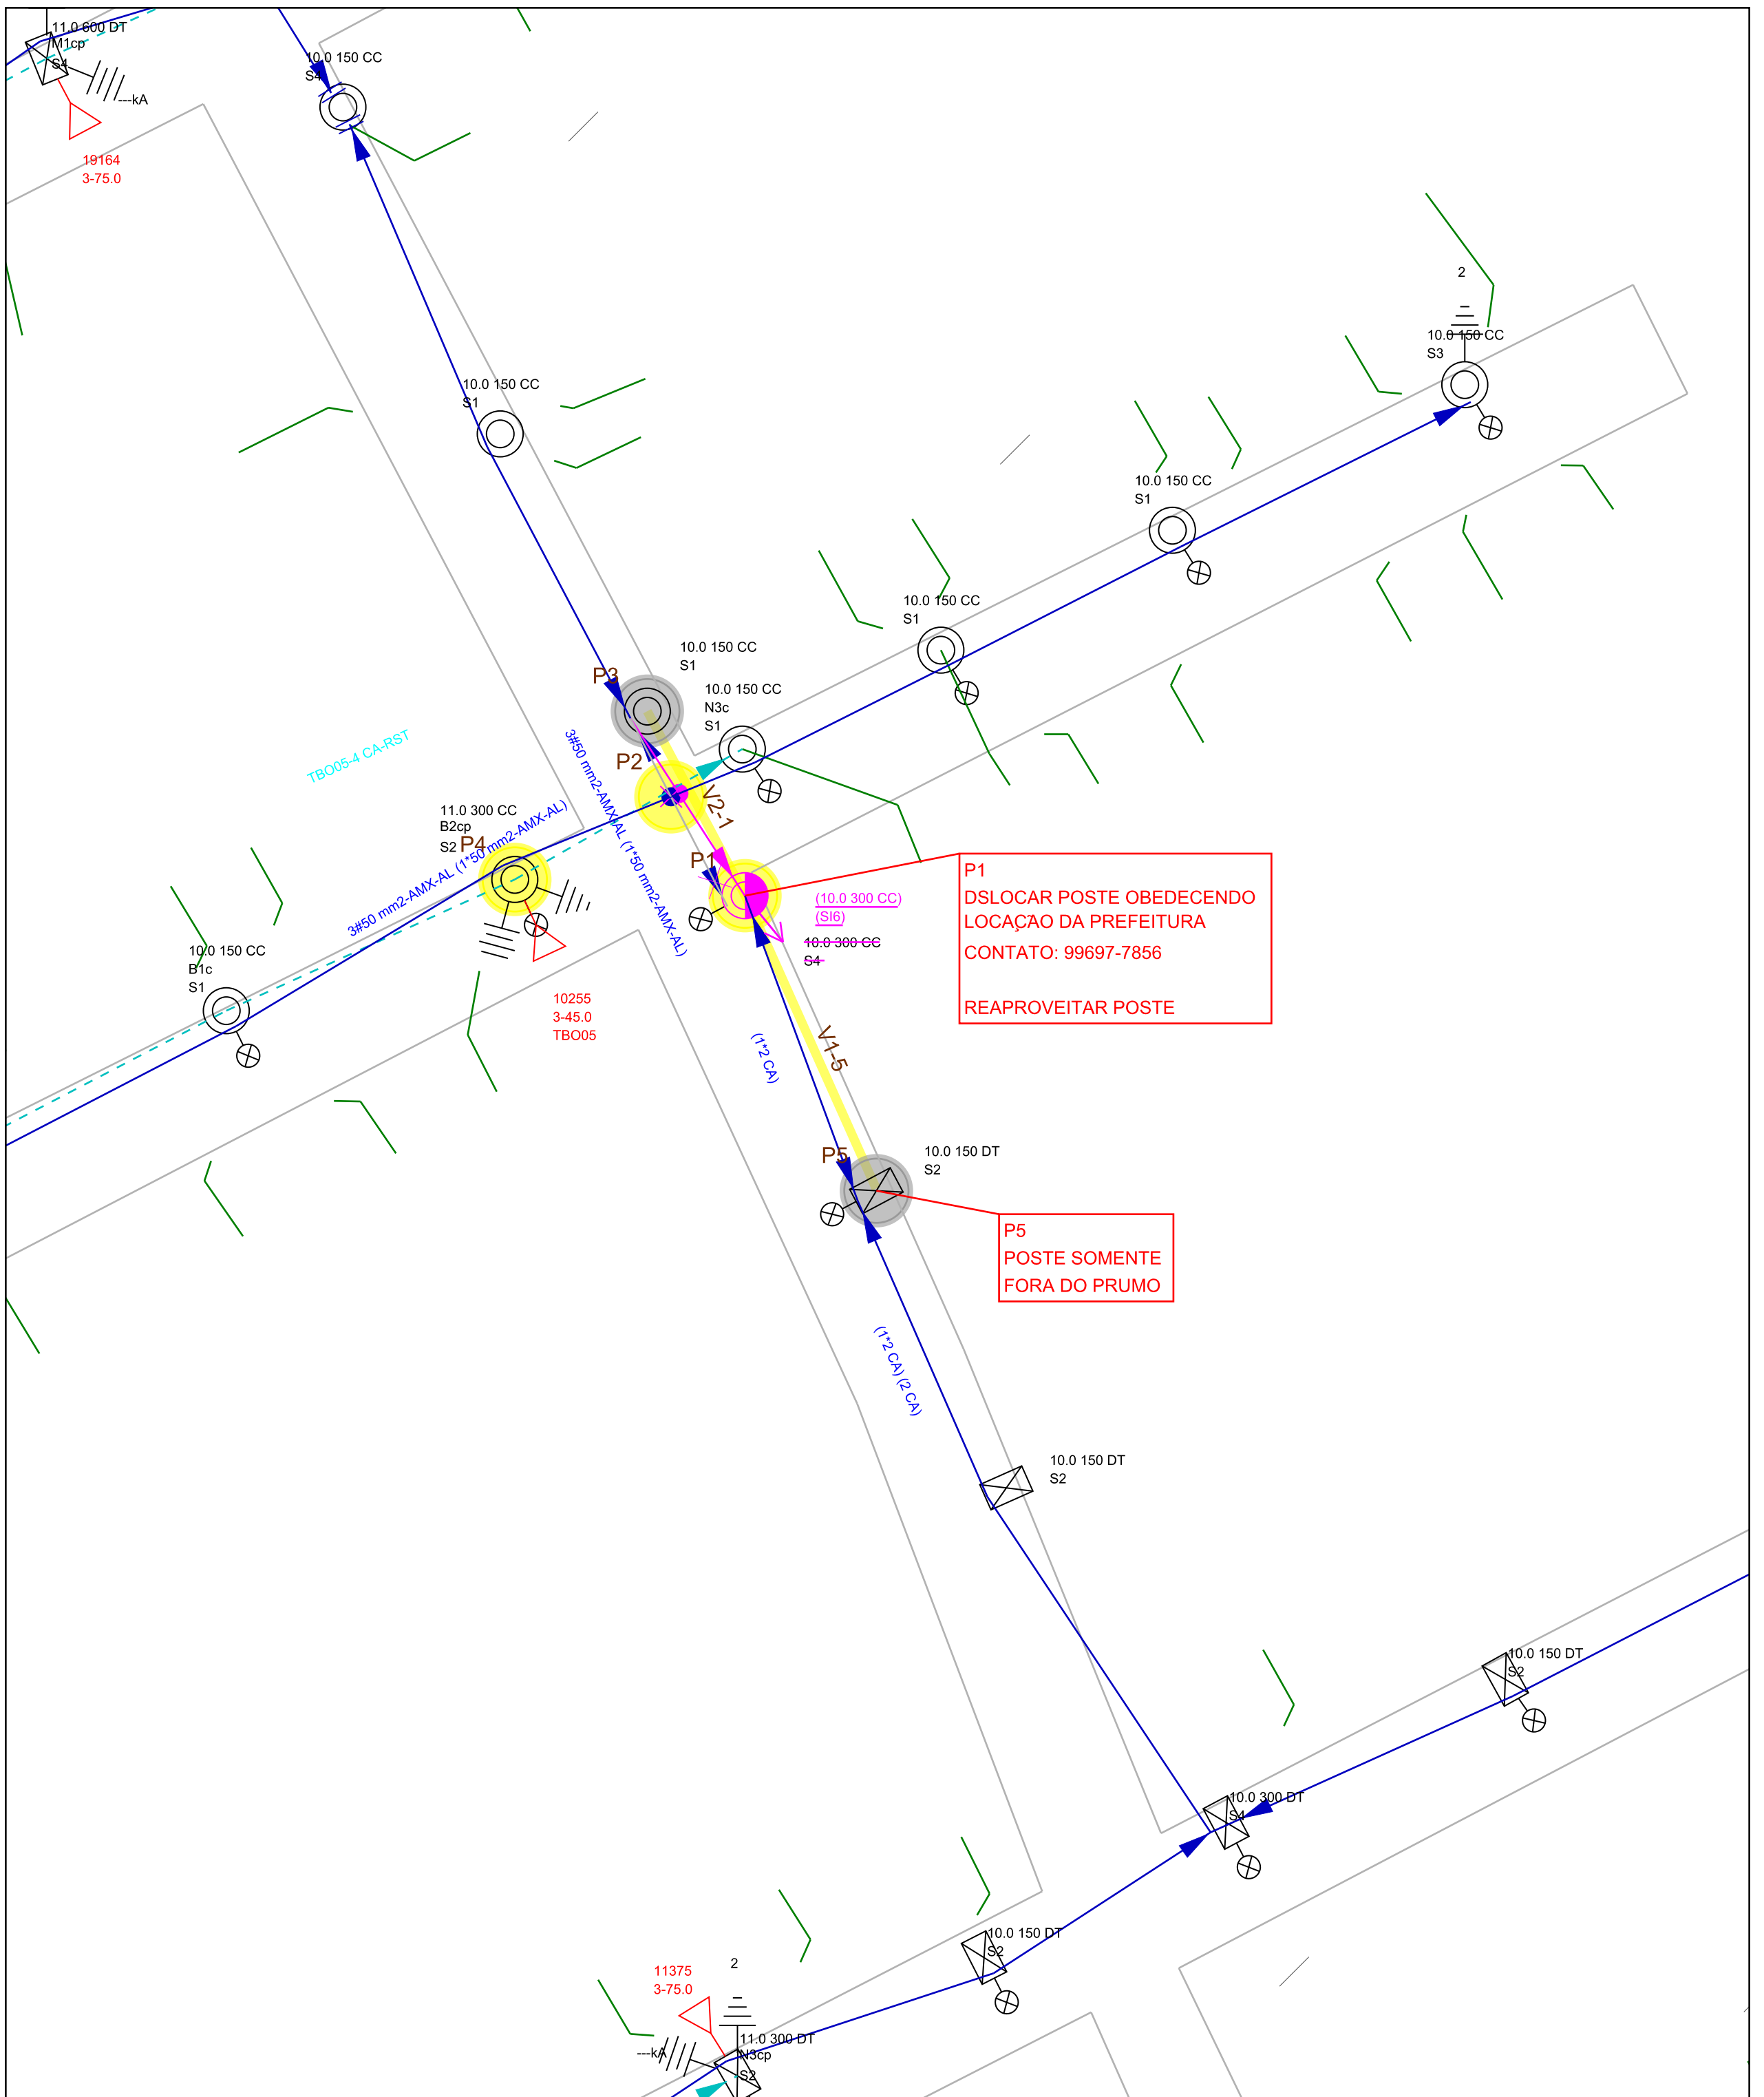 11.0 600 DT
M1cp
S4
---kA
19164
3-75.0
10.0 150 CC
S4
10.0 150 CC
S1
2
10.0 150 CC
S3
10.0 150 CC
S1
10.0 150 CC
S1
10.0 150 CC
S1
P3
10.0 150 CC
N3c
S1
P2
V2-1
TBO05-4 CA-RST
3#50 mm2-AMX-AL (1*50 mm2-AMX-AL)
3#50 mm2-AMX-AL (1*50 mm2-AMX-AL)
11.0 300 CC
B2cp
S2
P4
P1
(10.0 300 CC)
(SI6)
10.0 300 CC
S4
P1
DSLOCAR POSTE OBEDECENDO
LOCAÇAO DA PREFEITURA
CONTATO: 99697-7856
REAPROVEITAR POSTE
10.0 150 CC
B1c
S1
10255
3-45.0
TBO05
(1*2 CA)
V1-5
P5
10.0 150 DT
S2
P5
POSTE SOMENTE
FORA DO PRUMO
(1*2 CA) (2 CA)
10.0 150 DT
S2
10.0 150 DT
S2
10.0 300 DT
S4
10.0 150 DT
S2
11375
3-75.0
2
---kA
11.0 300 DT
N3cp
S2